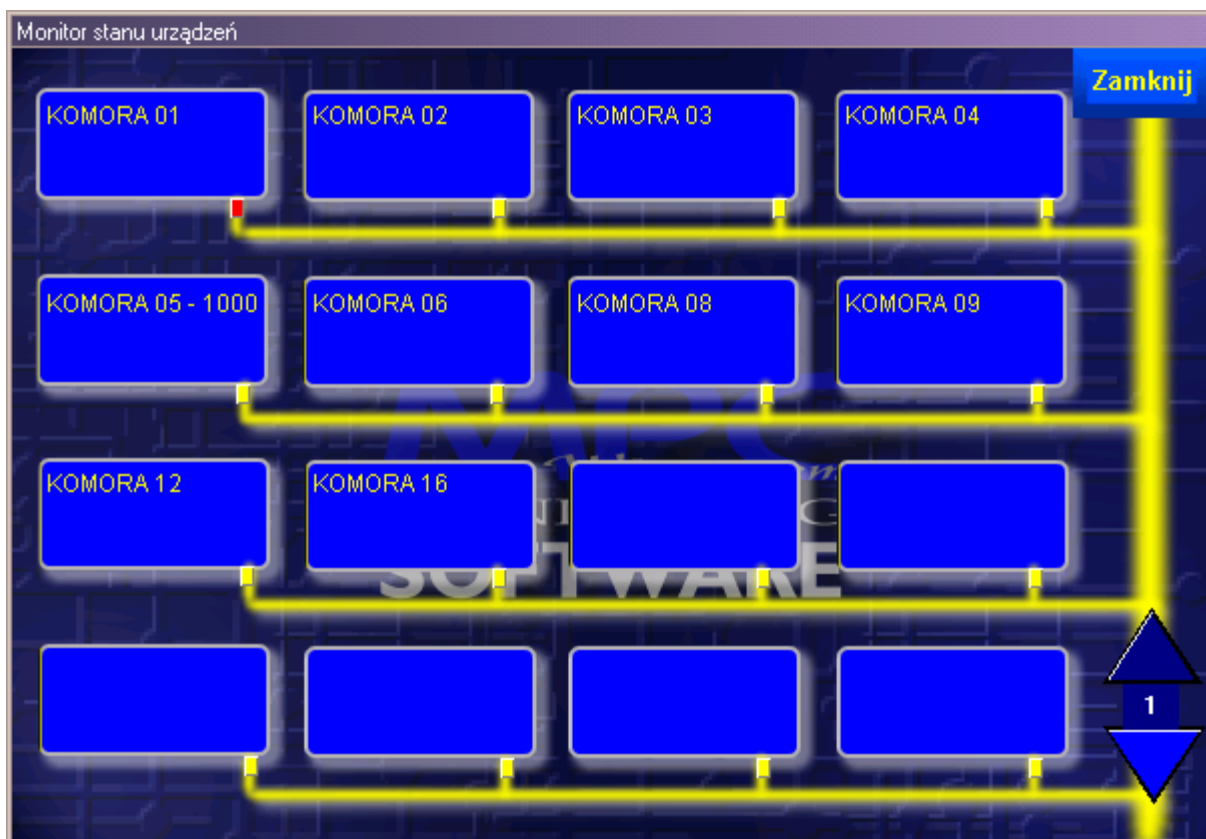 Monitor stanu urządzeń
Zamknij
KOMORA 01
KOMORA 02
KOMORA 03
KOMORA 04
KOMORA 05 - 1000
KOMORA 06
KOMORA 08
KOMORA 09
MPC
KOMORA 12
KOMORA 16
SOFTWARE
1